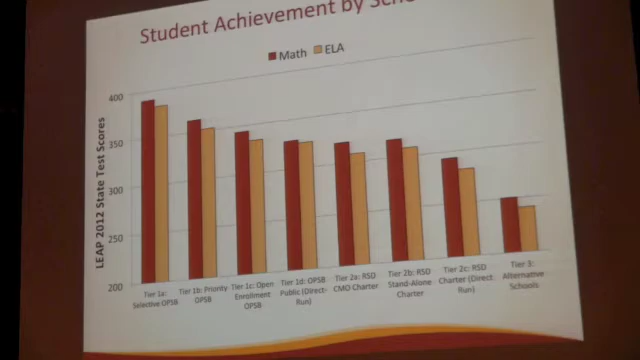 Student Achievement by
Math ELA
LEAP 2012 State Test Scores
400
350
300
250
200
Tier 1a:
Selective OPSB
Tier 1b: Priority
OPSB
Tier 1c: Open
Enrollment
OPSB
Tier 1d: OPSB
Public (Direct-
Run)
Tier 2a: RSD
CMO Charter
Tier 2b: RSD
Stand-Alone
Charter
Tier 2c: RSD
Charter (Direct
Run)
Tier 3:
Alternative
Schools